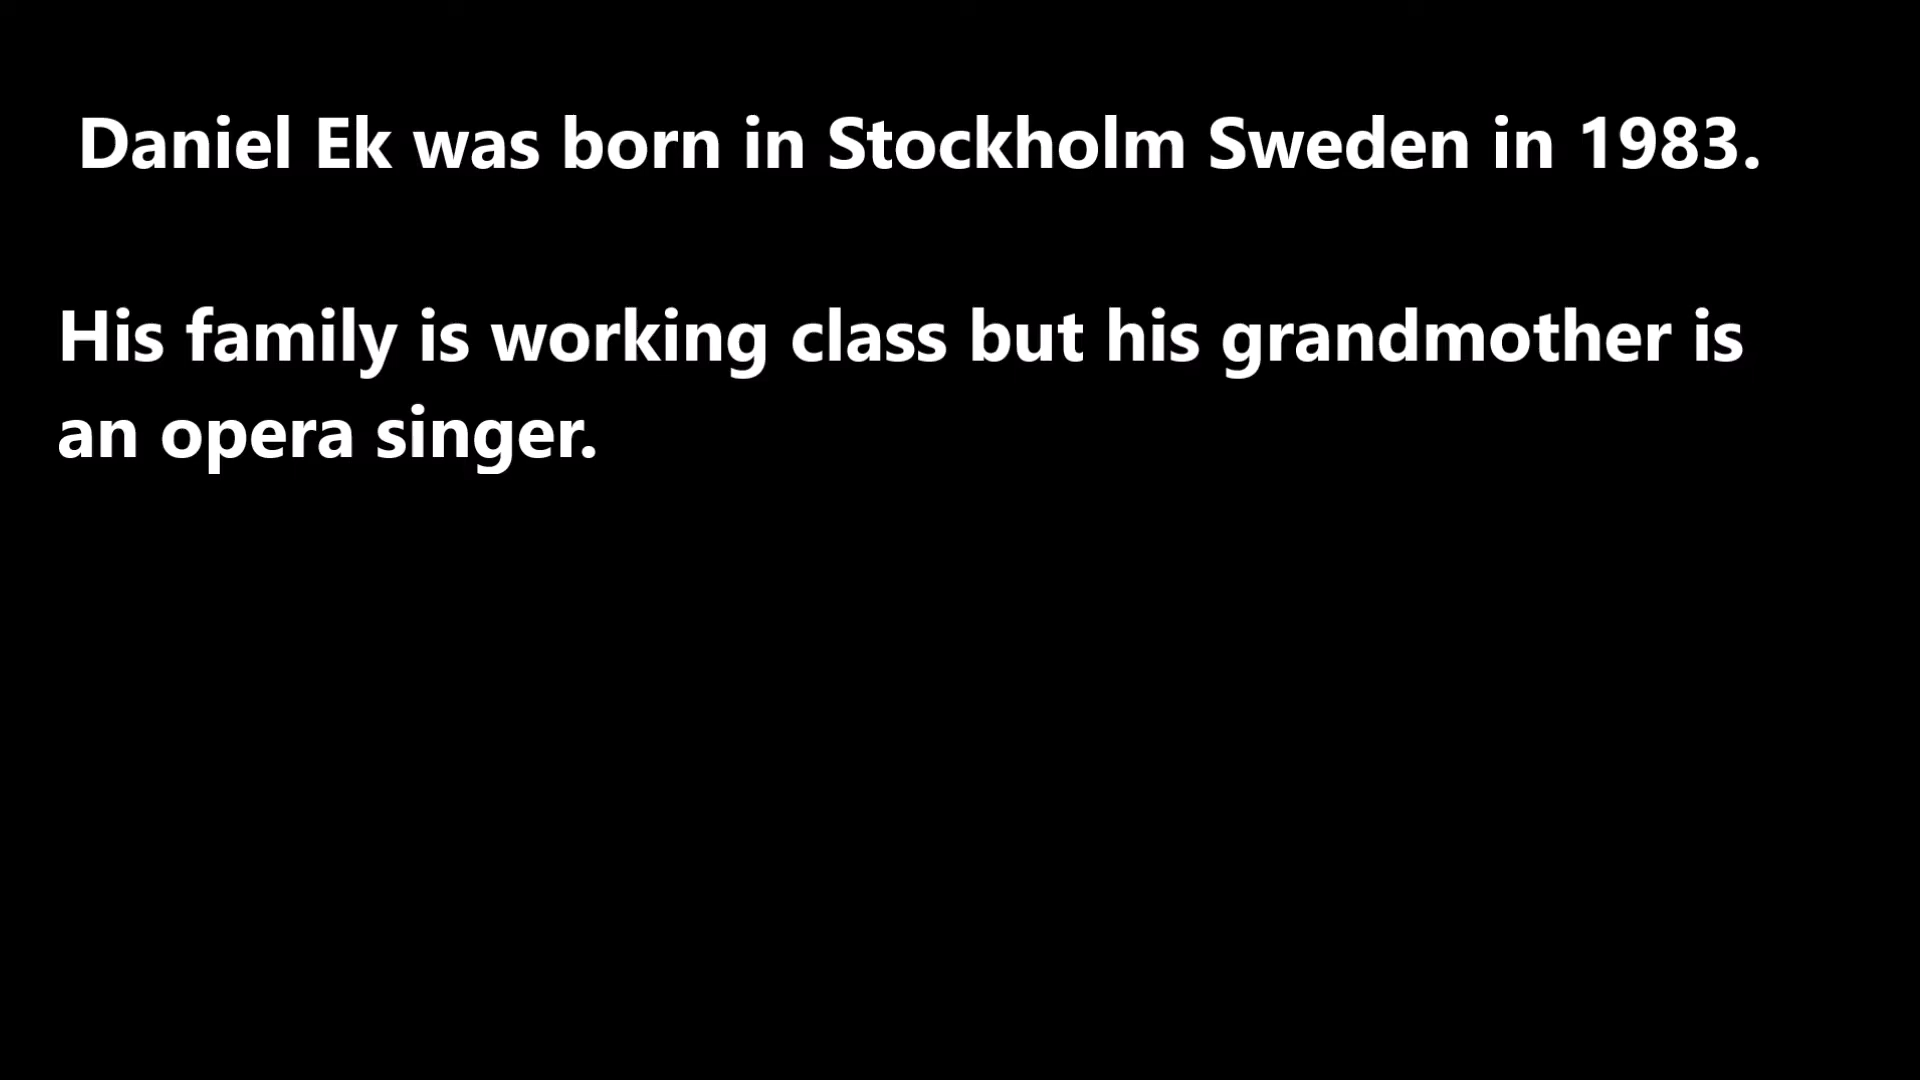 Daniel Ek was born in Stockholm Sweden in 1983.
His family is working class but his grandmother is
an opera singer.